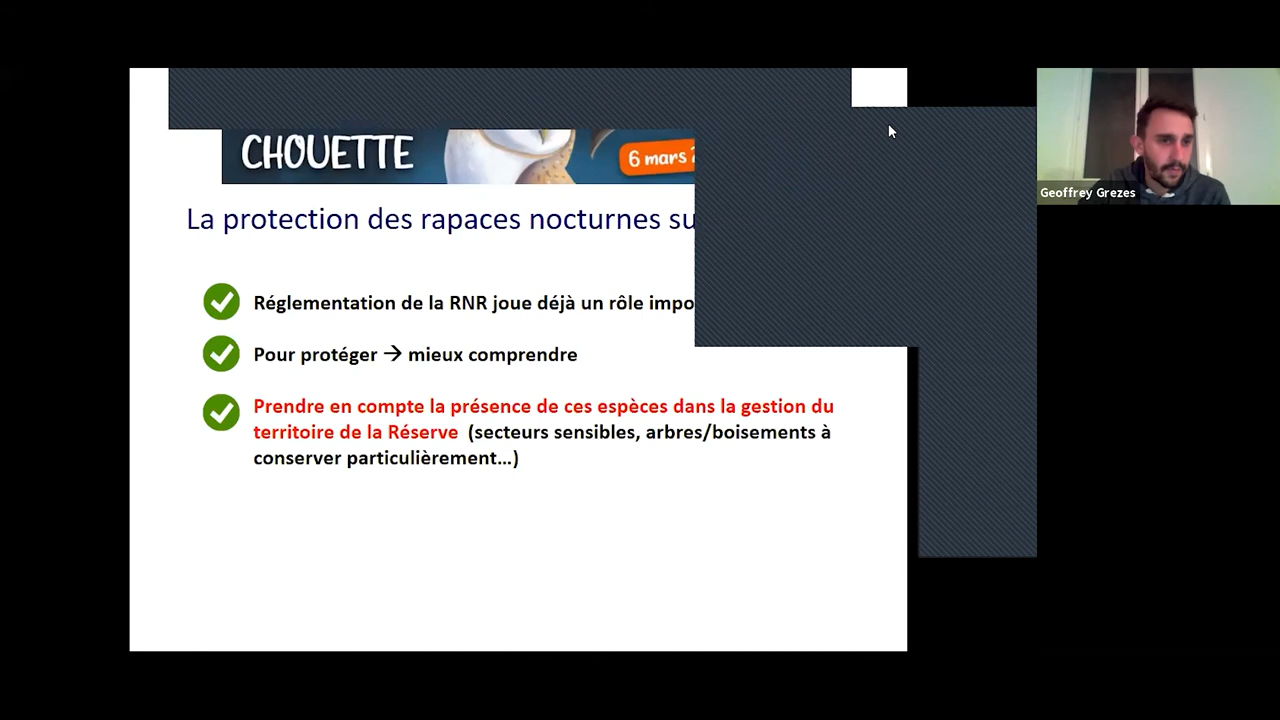 CHOUETTE
6 mars
Geoffrey Grezes
La protection des rapaces nocturnes
Réglementation de la RNR joue déjà un rôle
Pour protéger → mieux comprendre
Prendre en compte la présence de ces espèces dans la gestion du
territoire de la Réserve (secteurs sensibles, arbres/boisements à
conserver particulièrement...)